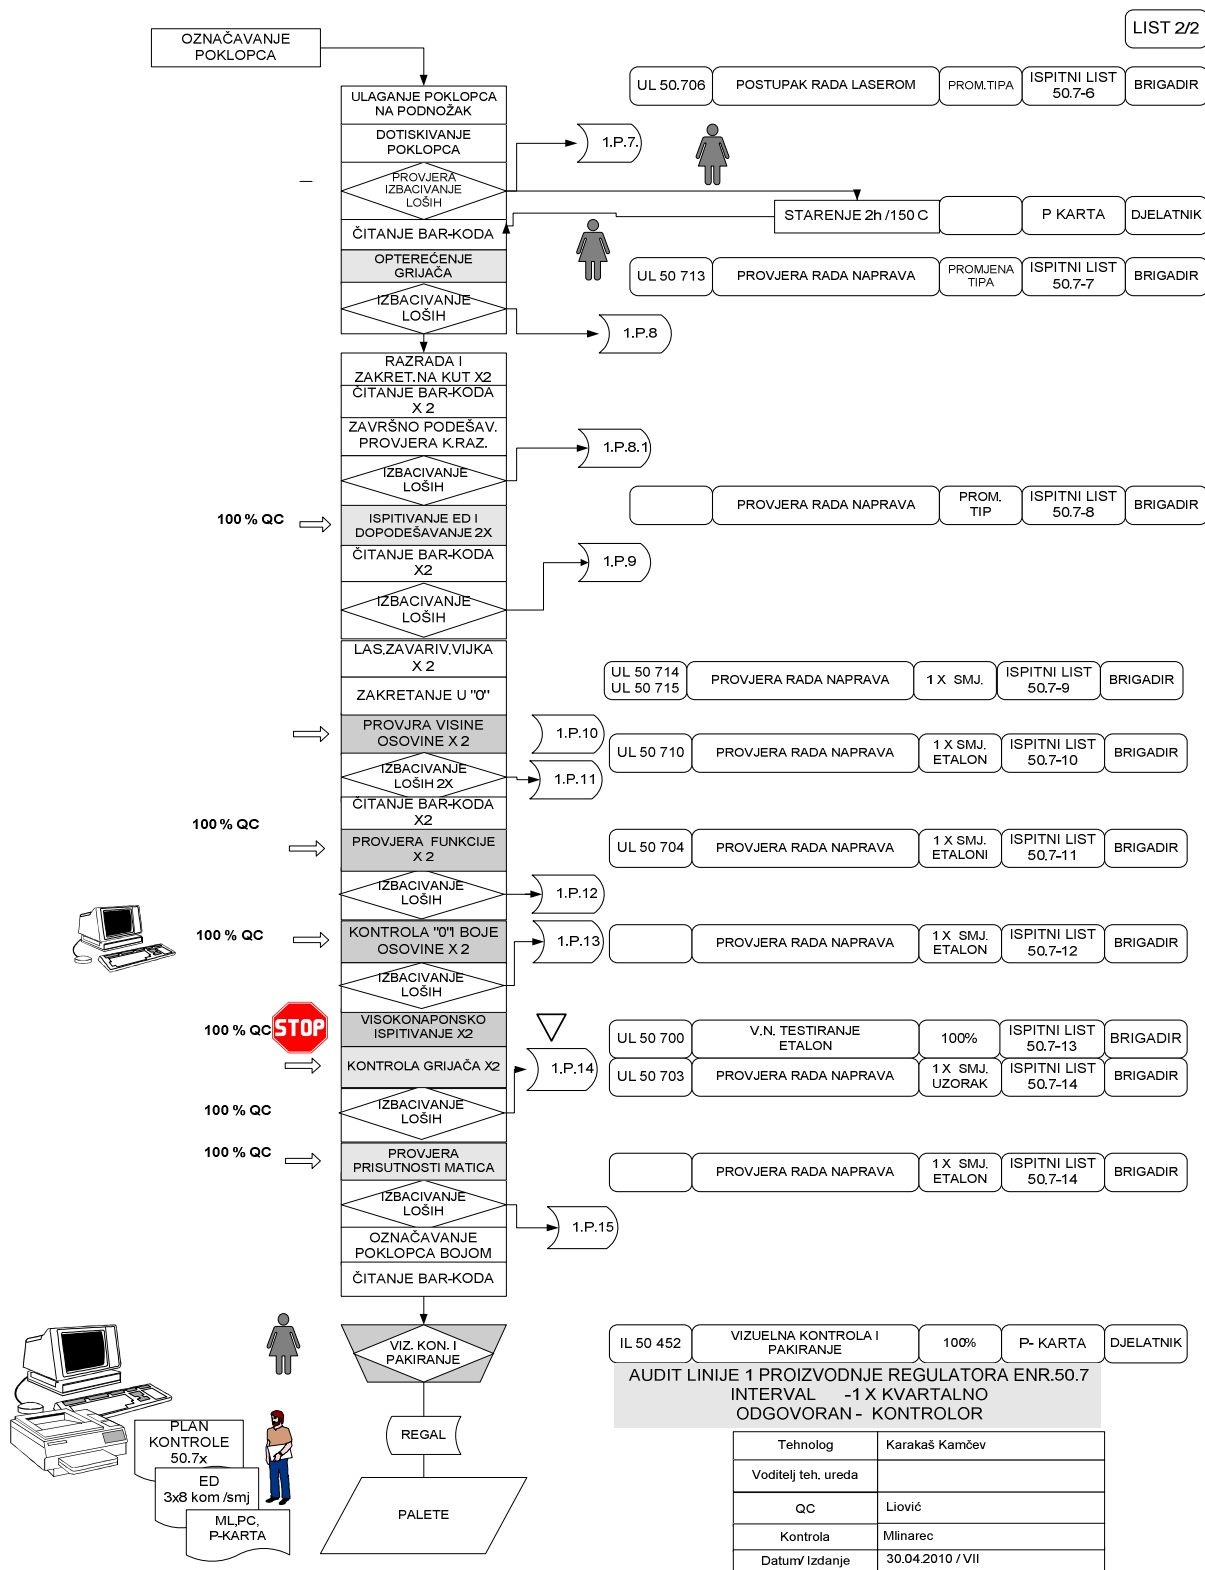 LIST 2/2
OZNAČAVANJE
POKLOPCA
ULAGANJE POKLOPCA
NA PODNOŽAK
UL 50.706
POSTUPAK RADA LASEROM
PROM.TIPA
ISPITNI LIST
50.7-6
BRIGADIR
DOTISKIVANJE
POKLOPCA
1.P.7.
PROVJERA
IZBACIVANJE
LOŠIH
STARENJE 2h /150 C
P KARTA
DJELATNIK
ČITANJE BAR-KODA
OPTEREĆENJE
GRIJAČA
UL 50 713
PROVJERA RADA NAPRAVA
PROMJENA
TIPA
ISPITNI LIST
50.7-7
BRIGADIR
IZBACIVANJE
LOŠIH
1.P.8
RAZRADA I
ZAKRET.NA KUT X2
ČITANJE BAR-KODA
X 2
ZAVRŠNO PODEŠAV.
PROVJERA K.RAZ.
1.P.8.1
IZBACIVANJE
LOŠIH
PROVJERA RADA NAPRAVA
PROM.
TIP
ISPITNI LIST
50.7-8
BRIGADIR
100 % QC
ISPITIVANJE ED I
DOPODEŠAVANJE 2X
ČITANJE BAR-KODA
X2
1.P.9
IZBACIVANJE
LOŠIH
LAS.ZAVARIV.VIJKA
X 2
UL 50 714
UL 50 715
PROVJERA RADA NAPRAVA
1 X SMJ.
ISPITNI LIST
50.7-9
BRIGADIR
ZAKRETANJE U "0"
PROVJRA VISINE
OSOVINE X 2
1.P.10
UL 50 710
PROVJERA RADA NAPRAVA
1 X SMJ.
ETALON
ISPITNI LIST
50.7-10
BRIGADIR
IZBACIVANJE
LOŠIH 2X
1.P.11
ČITANJE BAR-KODA
X2
100 % QC
PROVJERA FUNKCIJE
X 2
UL 50 704
PROVJERA RADA NAPRAVA
1 X SMJ.
ETALONI
ISPITNI LIST
50.7-11
BRIGADIR
IZBACIVANJE
LOŠIH
1.P.12
100 % QC
KONTROLA "0"I BOJE
OSOVINE X 2
1.P.13
PROVJERA RADA NAPRAVA
1 X SMJ.
ETALON
ISPITNI LIST
50.7-12
BRIGADIR
IZBACIVANJE
LOŠIH
100 % QC
STOP
VISOKONAPONSKO
ISPITIVANJE X2
UL 50 700
V.N. TESTIRANJE
ETALON
100%
ISPITNI LIST
50.7-13
BRIGADIR
KONTROLA GRIJAČA X2
1.P.14
UL 50 703
PROVJERA RADA NAPRAVA
1 X SMJ.
UZORAK
ISPITNI LIST
50.7-14
BRIGADIR
100 % QC
IZBACIVANJE
LOŠIH
100 % QC
PROVJERA
PRISUTNOSTI MATICA
PROVJERA RADA NAPRAVA
1 X SMJ.
ETALON
ISPITNI LIST
50.7-14
BRIGADIR
IZBACIVANJE
LOŠIH
1.P.15
OZNAČAVANJE
POKLOPCA BOJOM
ČITANJE BAR-KODA
VIZ. KON. I
PAKIRANJE
IL 50 452
VIZUELNA KONTROLA I
PAKIRANJE
100%
P- KARTA
DJELATNIK
AUDIT LINIJE 1 PROIZVODNJE REGULATORA ENR.50.7
INTERVAL -1 X KVARTALNO
ODGOVORAN - KONTROLOR
REGAL
PALETE
PLAN
KONTROLE
50.7x
ED
3x8 kom /smj
ML,PC,
P-KARTA
Tehnolog
Karakaš Kamčev
Voditelj teh. ureda
QC
Liović
Kontrola
Mlinarec
Datum/ Izdanje
30.04.2010 / VII